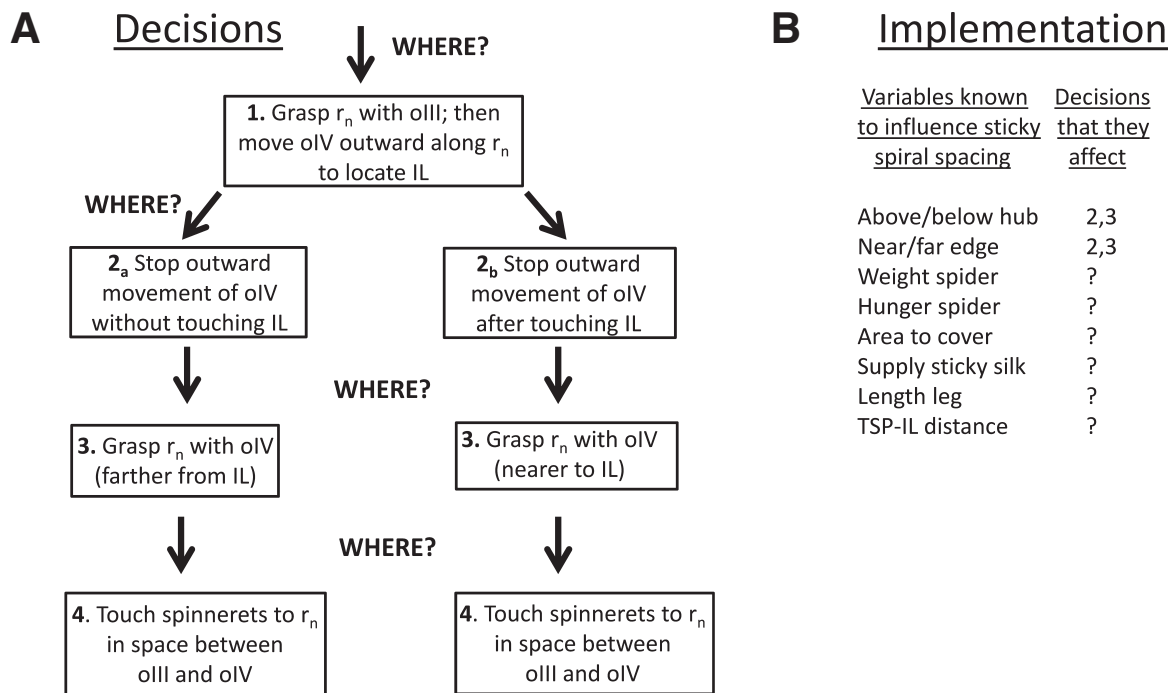 A Decisions
WHERE?
1. Grasp rn with oIII; then
move oIV outward along rn
to locate IL
WHERE?
2a Stop outward
movement of oIV
without touching IL
2b Stop outward
movement of oIV
after touching IL
WHERE?
3. Grasp rn with oIV
(farther from IL)
3. Grasp rn with oIV
(nearer to IL)
WHERE?
4. Touch spinnerets to rn
in space between
oIII and oIV
4. Touch spinnerets to rn
in space between
oIII and oIV
B Implementation
Variables known
to influence sticky
spiral spacing
Decisions
that they
affect
Above/below hub 2,3
Near/far edge 2,3
Weight spider ?
Hunger spider ?
Area to cover ?
Supply sticky silk ?
Length leg ?
TSP-IL distance ?